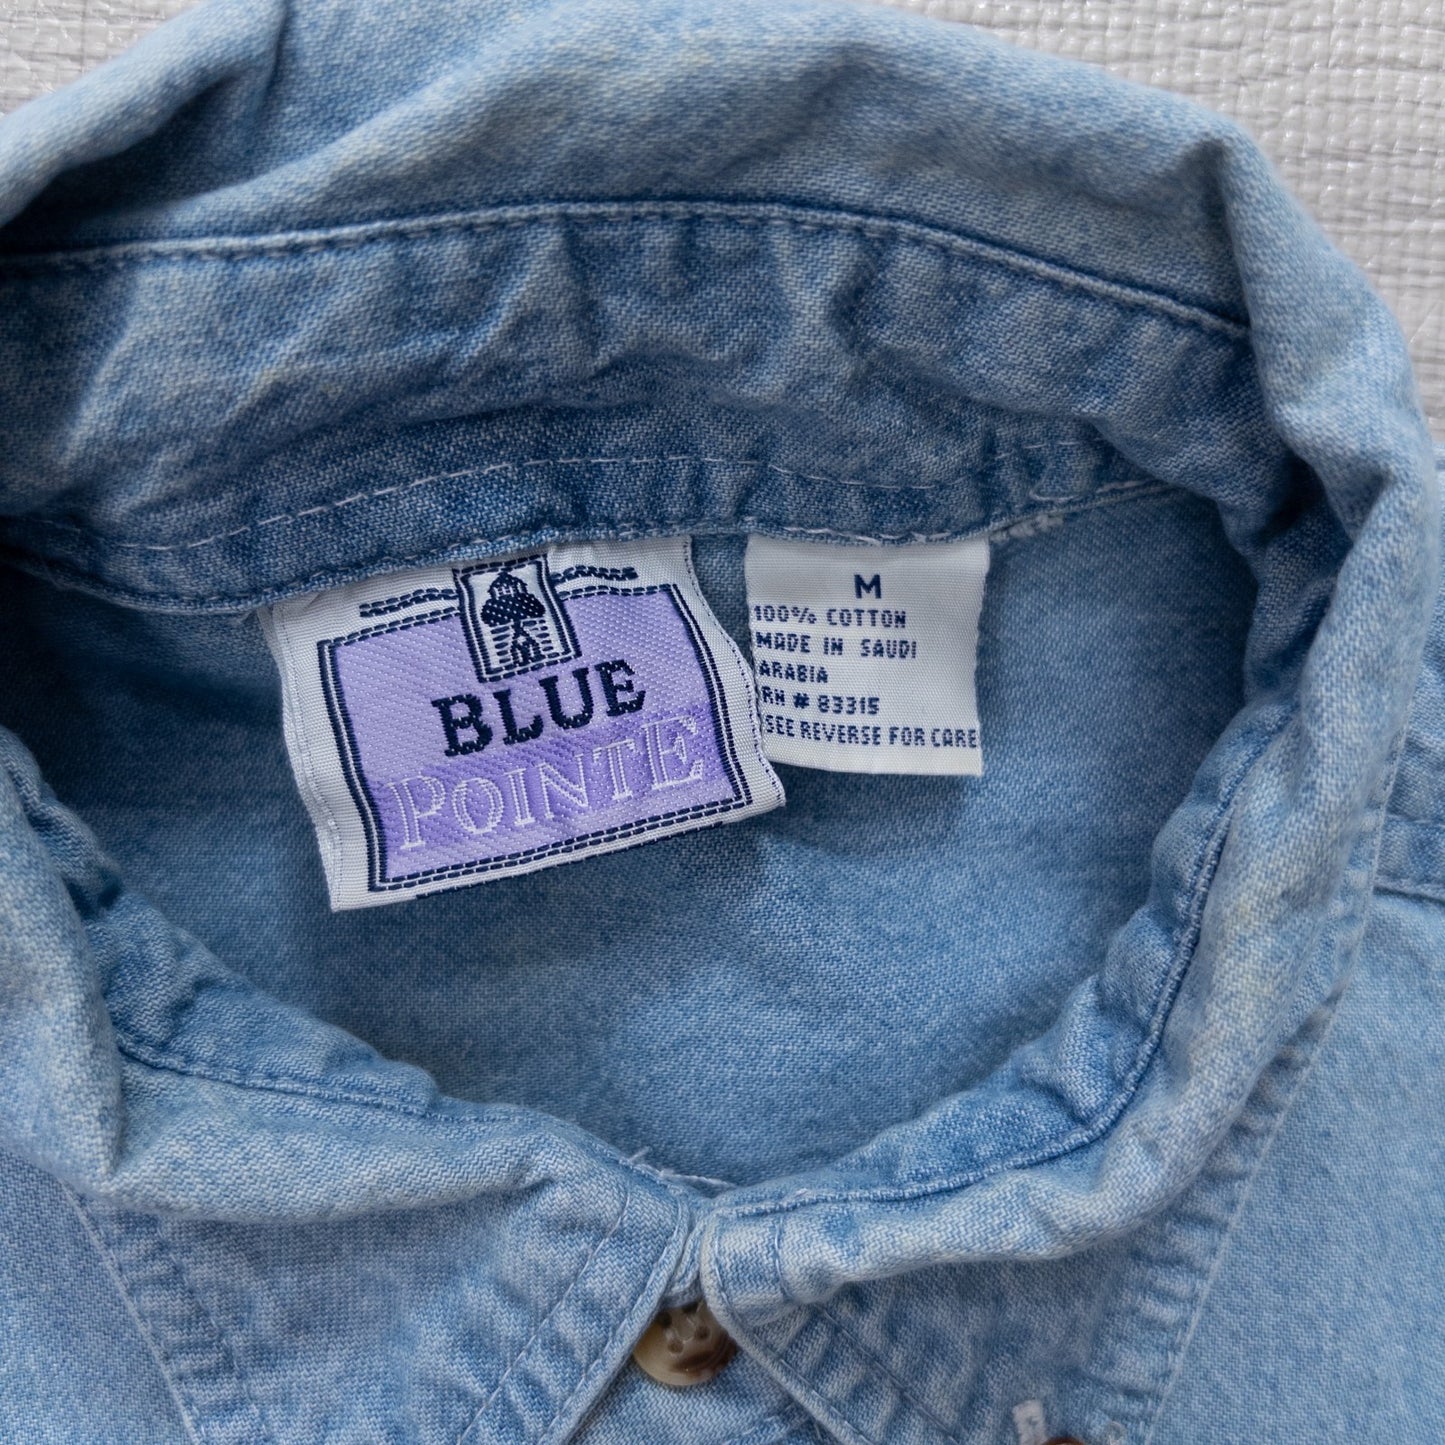 BLUE
POINTE
M
100% COTTON
MADE IN SAUDI
ARABIA
RN # 83315
SEE REVERSE FOR CARE